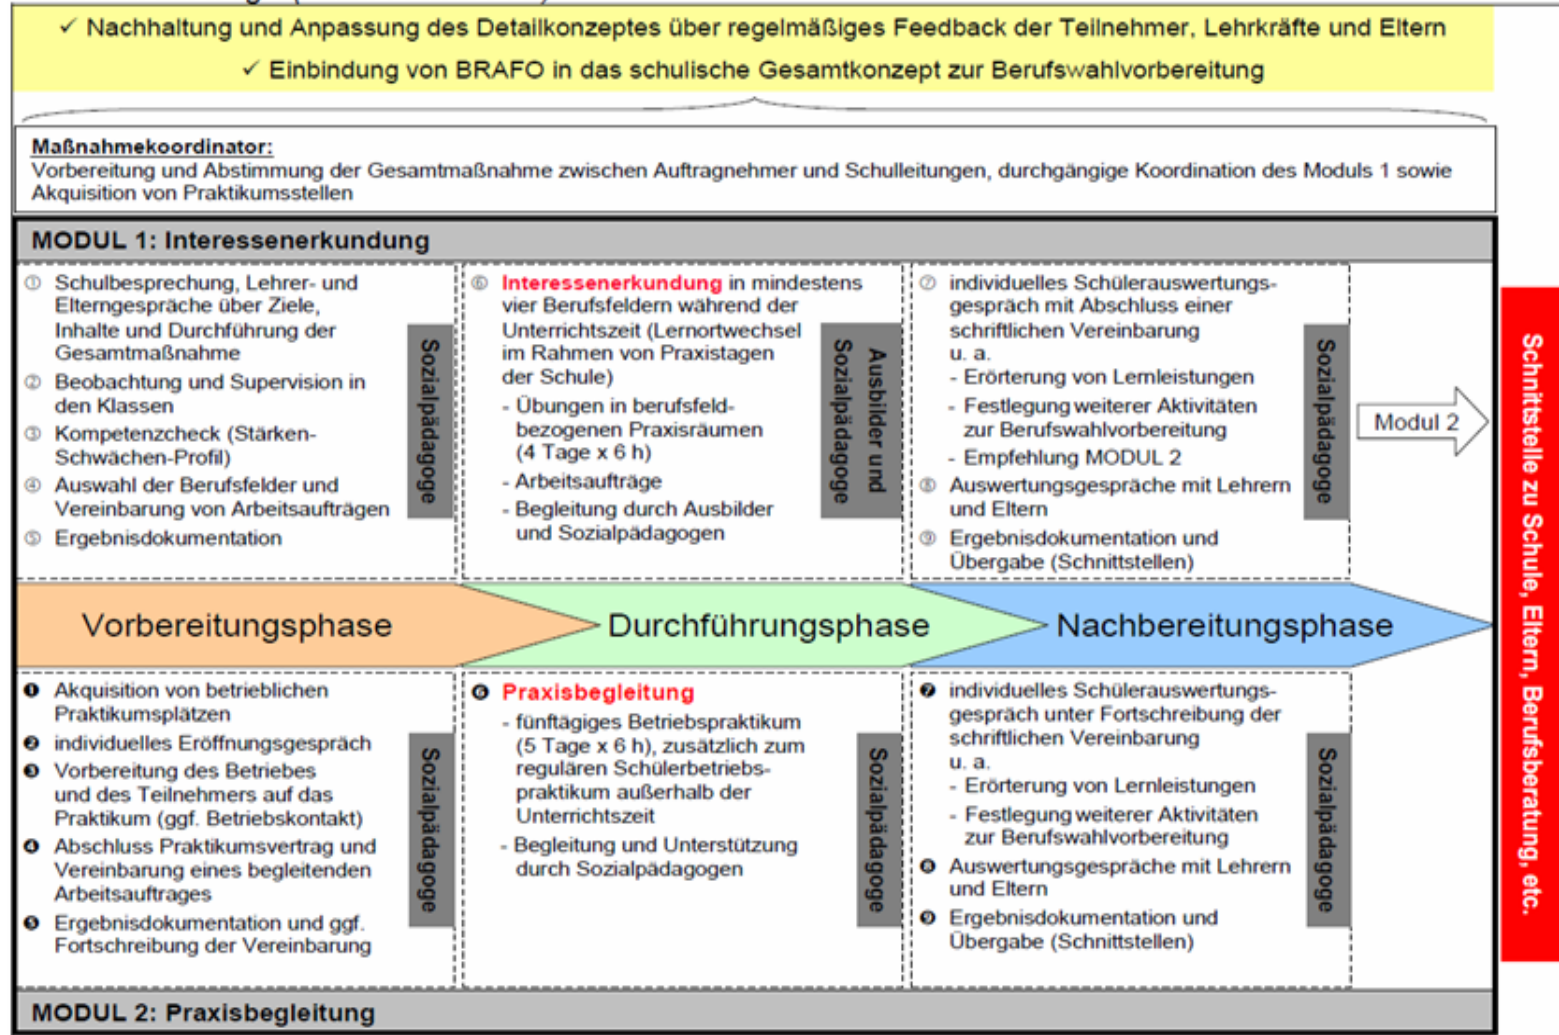 ✓ Nachhaltung und Anpassung des Detailkonzeptes über regelmäßiges Feedback der Teilnehmer, Lehrkräfte und Eltern
✓ Einbindung von BRAFO in das schulische Gesamtkonzept zur Berufswahlvorbereitung
Maßnahmekoordinator:
Vorbereitung und Abstimmung der Gesamtmaßnahme zwischen Auftragnehmer und Schulleitungen, durchgängige Koordination des Moduls 1 sowie
Akquisition von Praktikumsstellen
MODUL 1: Interessenerkundung
① Schulbesprechung, Lehrer- und
Elterngespräche über Ziele,
Inhalte und Durchführung der
Gesamtmaßnahme
② Beobachtung und Supervision in
den Klassen
③ Kompetenzcheck (Stärken-
Schwächen-Profil)
④ Auswahl der Berufsfelder und
Vereinbarung von Arbeitsaufträgen
⑤ Ergebnisdokumentation
Sozialpädagoge
⑥ Interessenerkundung in mindestens
vier Berufsfeldern während der
Unterrichtszeit (Lernortwechsel
im Rahmen von Praxistagen
der Schule)
- Übungen in berufsfeld-
bezogenen Praxisräumen
(4 Tage x 6 h)
- Arbeitsaufträge
- Begleitung durch Ausbilder
und Sozialpädagogen
Ausbilder und
Sozialpädagoge
⑦ individuelles Schülerauswertungs-
gespräch mit Abschluss einer
schriftlichen Vereinbarung
u. a.
- Erörterung von Lernleistungen
- Festlegung weiterer Aktivitäten
zur Berufswahlvorbereitung
- Empfehlung MODUL 2
⑧ Auswertungsgespräche mit Lehrern
und Eltern
⑨ Ergebnisdokumentation und
Übergabe (Schnittstellen)
Sozialpädagoge
Modul 2
Schnittstelle zu Schule, Eltern, Berufsberatung, etc.
Vorbereitungsphase
Durchführungsphase
Nachbereitungsphase
❶ Akquisition von betrieblichen
Praktikumsplätzen
❷ individuelles Eröffnungsgespräch
❸ Vorbereitung des Betriebes
und des Teilnehmers auf das
Praktikum (ggf. Betriebskontakt)
❹ Abschluss Praktikumsvertrag und
Vereinbarung eines begleitenden
Arbeitsauftrages
❺ Ergebnisdokumentation und ggf.
Fortschreibung der Vereinbarung
Sozialpädagoge
❻ Praxisbegleitung
- fünftägiges Betriebspraktikum
(5 Tage x 6 h), zusätzlich zum
regulären Schülerbetriebs-
praktikum außerhalb der
Unterrichtszeit
- Begleitung und Unterstützung
durch Sozialpädagogen
Sozialpädagoge
❼ individuelles Schülerauswertungs-
gespräch unter Fortschreibung der
schriftlichen Vereinbarung
u. a.
- Erörterung von Lernleistungen
- Festlegung weiterer Aktivitäten
zur Berufswahlvorbereitung
❽ Auswertungsgespräche mit Lehrern
und Eltern
❾ Ergebnisdokumentation und
Übergabe (Schnittstellen)
Sozialpädagoge
MODUL 2: Praxisbegleitung